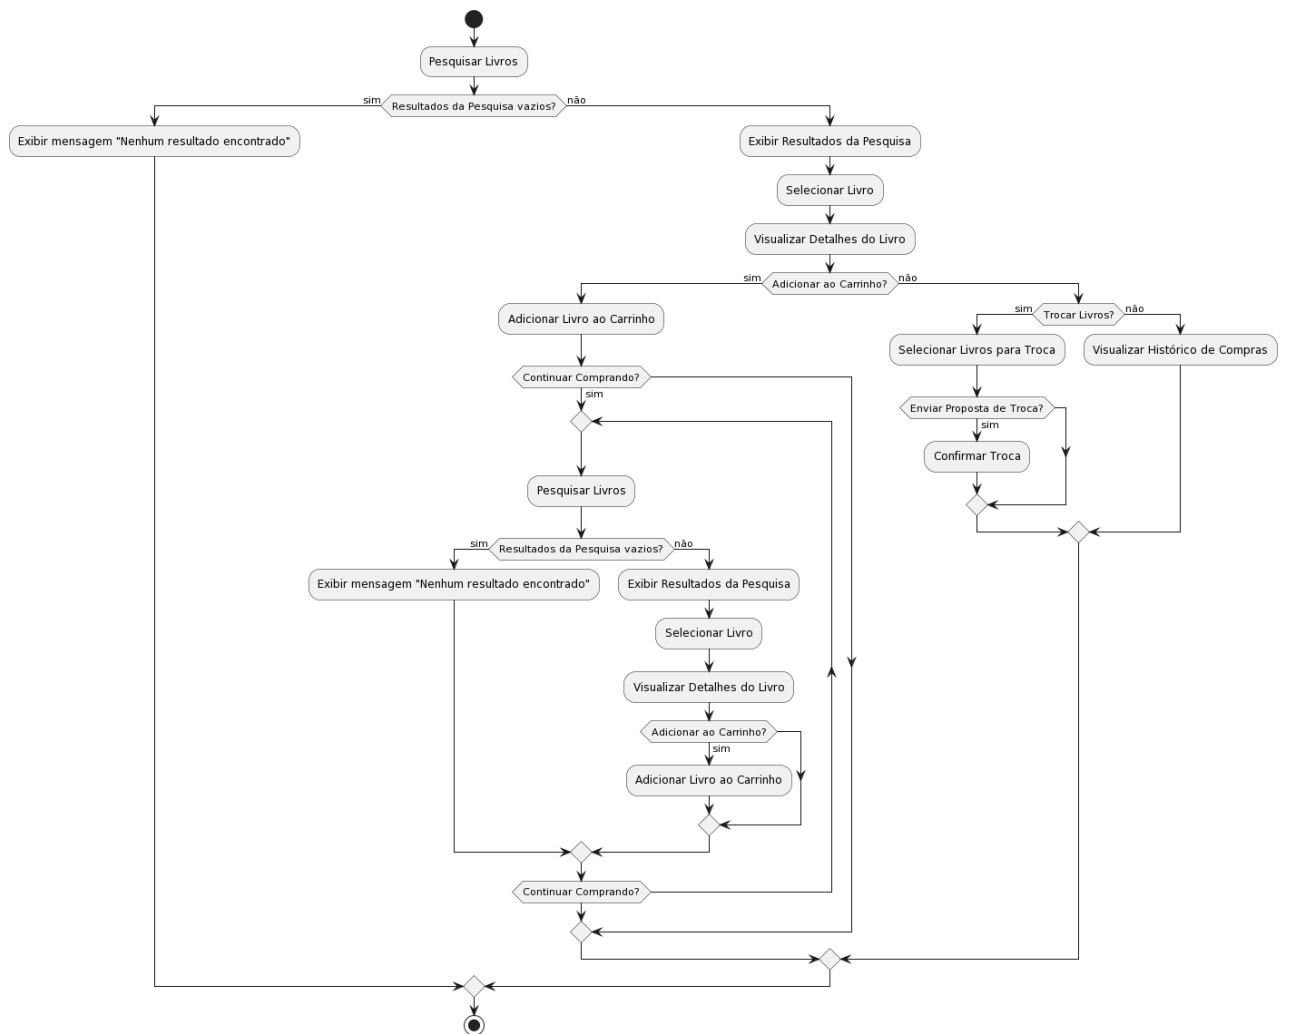 Pesquisar Livros
sim
Resultados da Pesquisa vazios?
não
Exibir mensagem "Nenhum resultado encontrado"
Exibir Resultados da Pesquisa
Selecionar Livro
Visualizar Detalhes do Livro
sim
Adicionar ao Carrinho?
não
Adicionar Livro ao Carrinho
sim
Trocar Livros?
não
Selecionar Livros para Troca
Visualizar Histórico de Compras
Continuar Comprando?
sim
Enviar Proposta de Troca?
sim
Confirmar Troca
Pesquisar Livros
sim
Resultados da Pesquisa vazios?
não
Exibir mensagem "Nenhum resultado encontrado"
Exibir Resultados da Pesquisa
Selecionar Livro
Visualizar Detalhes do Livro
Adicionar ao Carrinho?
sim
Adicionar Livro ao Carrinho
Continuar Comprando?